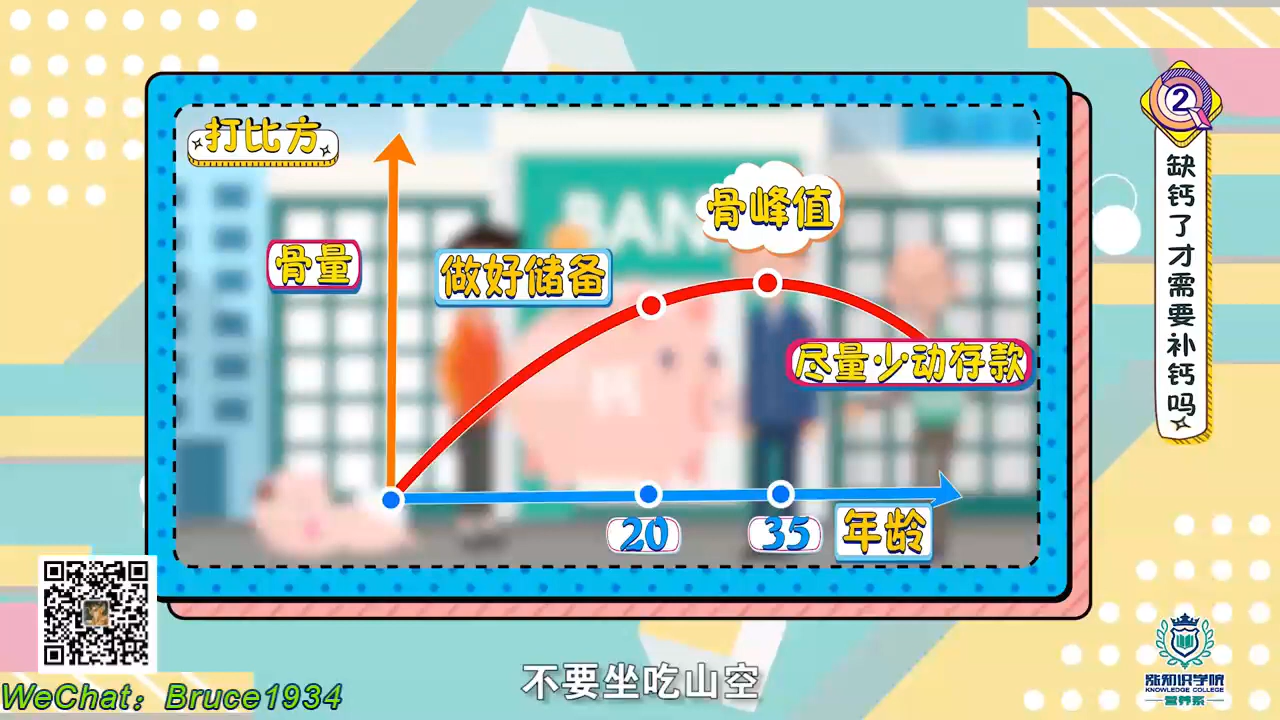 打比方
骨量
做好储备
BAN
骨峰值
尽量少动存款
20
35
年龄
2
缺钙了才需要补钙吗
不要坐吃山空
WeChat：Bruce1934
涨知识学院
KNOWLEDGE COLLEGE
营养系